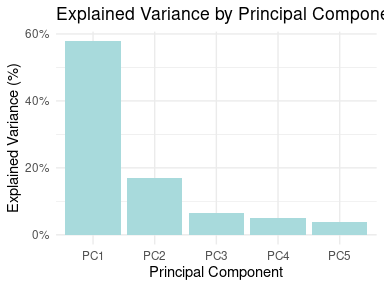 Explained Variance by Principal Compone
60%
40%
20%
0%
Explained Variance (%)
PC1 PC2 PC3 PC4 PC5
Principal Component